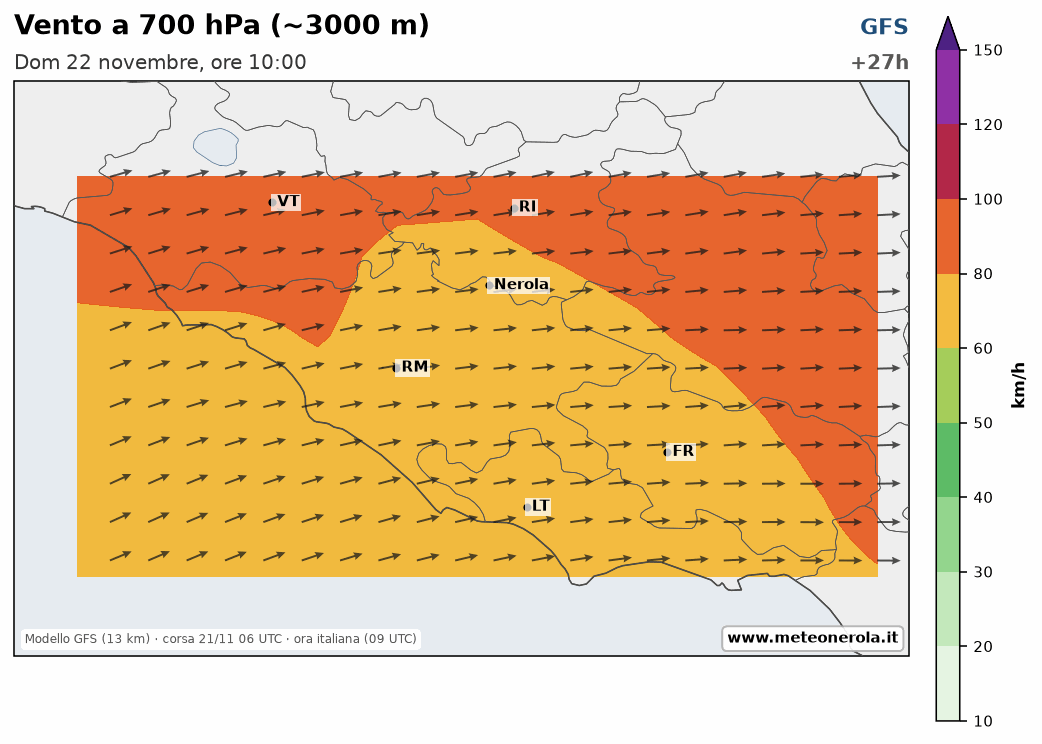 Vento a 700 hPa (~3000 m)
GFS
Dom 22 novembre, ore 10:00
+27h
150
120
100
80
60
50
40
30
20
10
km/h
VT
RI
Nerola
RM
FR
LT
Modello GFS (13 km) · corsa 21/11 06 UTC · ora italiana (09 UTC)
www.meteonerola.it